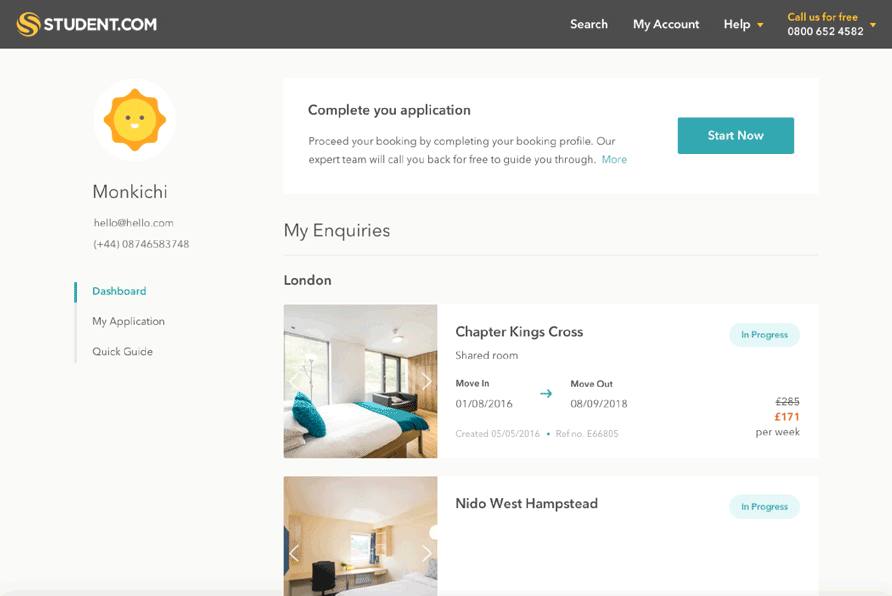 STUDENT.COM
Search
My Account
Help
Call us for free
0800 652 4582
Monkichi
hello@hello.com
(+44) 08746583748
Dashboard
My Application
Quick Guide
Complete you application
Proceed your booking by completing your booking profile. Our
expert team will call you back for free to guide you through. More
Start Now
My Enquiries
London
Chapter Kings Cross
In Progress
Shared room
Move In
Move Out
01/08/2016
08/09/2018
£285
£171
per week
Created 05/05/2016 • Ref no. E66805
Nido West Hampstead
In Progress